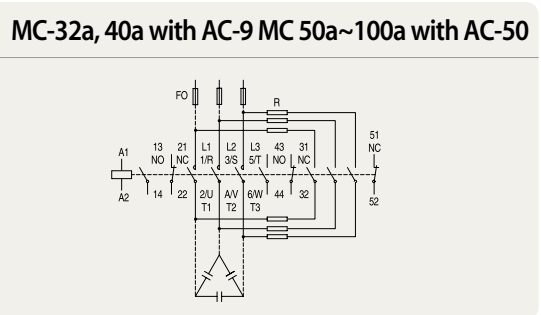 MC-32a, 40a with AC-9 MC 50a~100a with AC-50
FO
R
51
13 21 L1 L2 L3 43 31 NC
A1 NO NC 1/R 3/S 5/T NO NC
A2 14 22 2/U A/V 6/W 44 32 52
T1 T2 T3